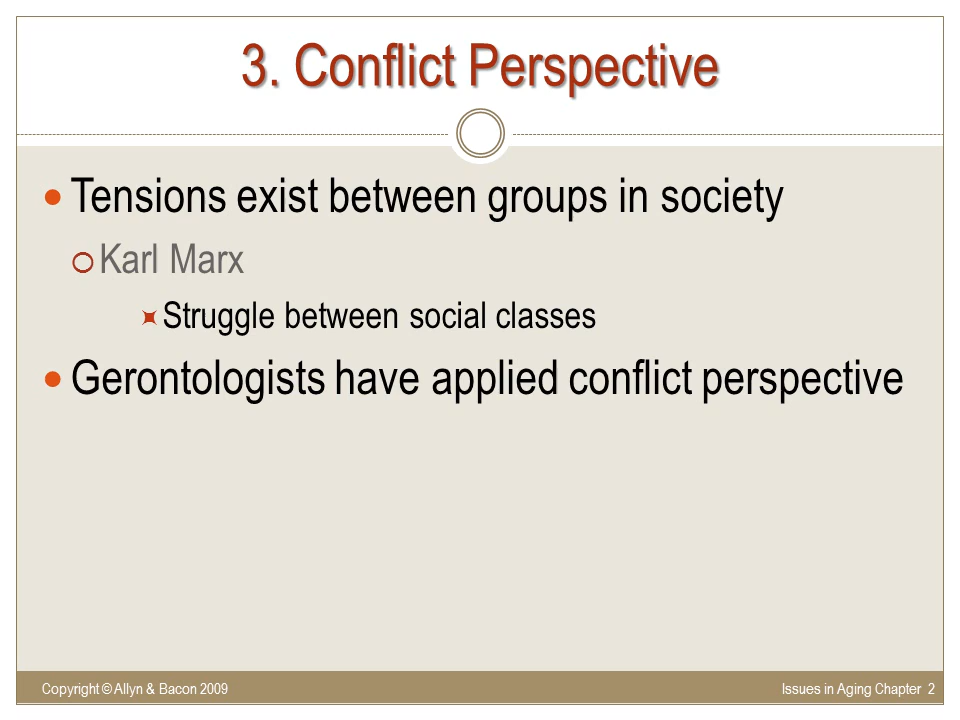 3. Conflict Perspective
Tensions exist between groups in society
Karl Marx
Struggle between social classes
Gerontologists have applied conflict perspective
Copyright © Allyn & Bacon 2009
Issues in Aging Chapter 2